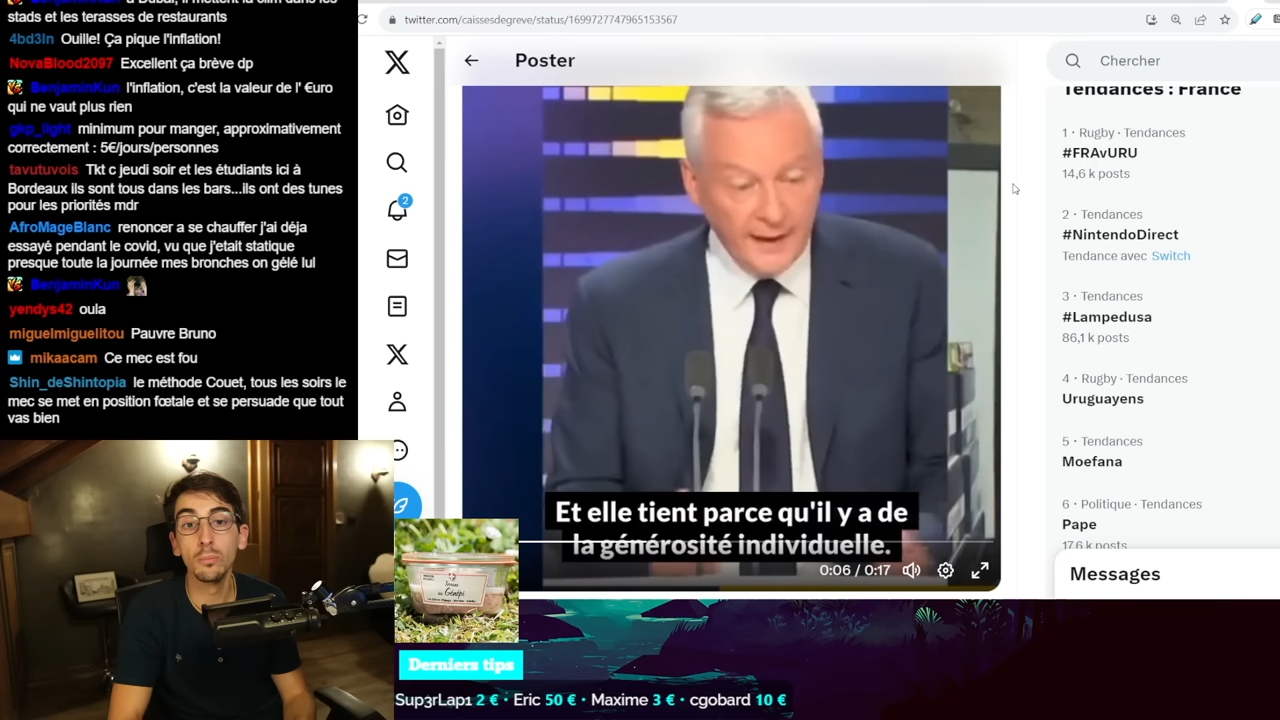 stads et les terasses de restaurants
4bd3ln Ouille! Ça pique l'inflation!
NovaBlood2097 Excellent ça brève dp
BenjaminKun l'inflation, c'est la valeur de l' €uro
qui ne vaut plus rien
gkp_light minimum pour manger, approximativement
correctement : 5€/jours/personnes
tavutuvois Tkt c jeudi soir et les étudiants ici à
Bordeaux ils sont tous dans les bars...ils ont des tunes
pour les priorités mdr
AfroMageBlanc renoncer a se chauffer j'ai déja
essayé pendant le covid, vu que j'etait statique
presque toute la journée mes bronches on gélé lul
BenjaminKun
yendys42 oula
miguelmiguelitou Pauvre Bruno
mikaacam Ce mec est fou
Shin_deShintopia le méthode Couet, tous les soirs le
mec se met en position fœtale et se persuade que tout
vas bien
twitter.com/caissesdegreve/status/1699727747965153567
Poster
2
Et elle tient parce qu'il y a de
la générosité individuelle.
0:06 / 0:17
Chercher
Tendances : France
1 · Rugby · Tendances
#FRAvURU
14,6 k posts
2 · Tendances
#NintendoDirect
Tendance avec Switch
3 · Tendances
#Lampedusa
86,1 k posts
4 · Rugby · Tendances
Uruguayens
5 · Tendances
Moefana
6 · Politique · Tendances
Pape
17,6 k posts
Messages
Génépi
Derniers tips
Sup3rLap1 2 € · Eric 50 € · Maxime 3 € · cgobard 10 €